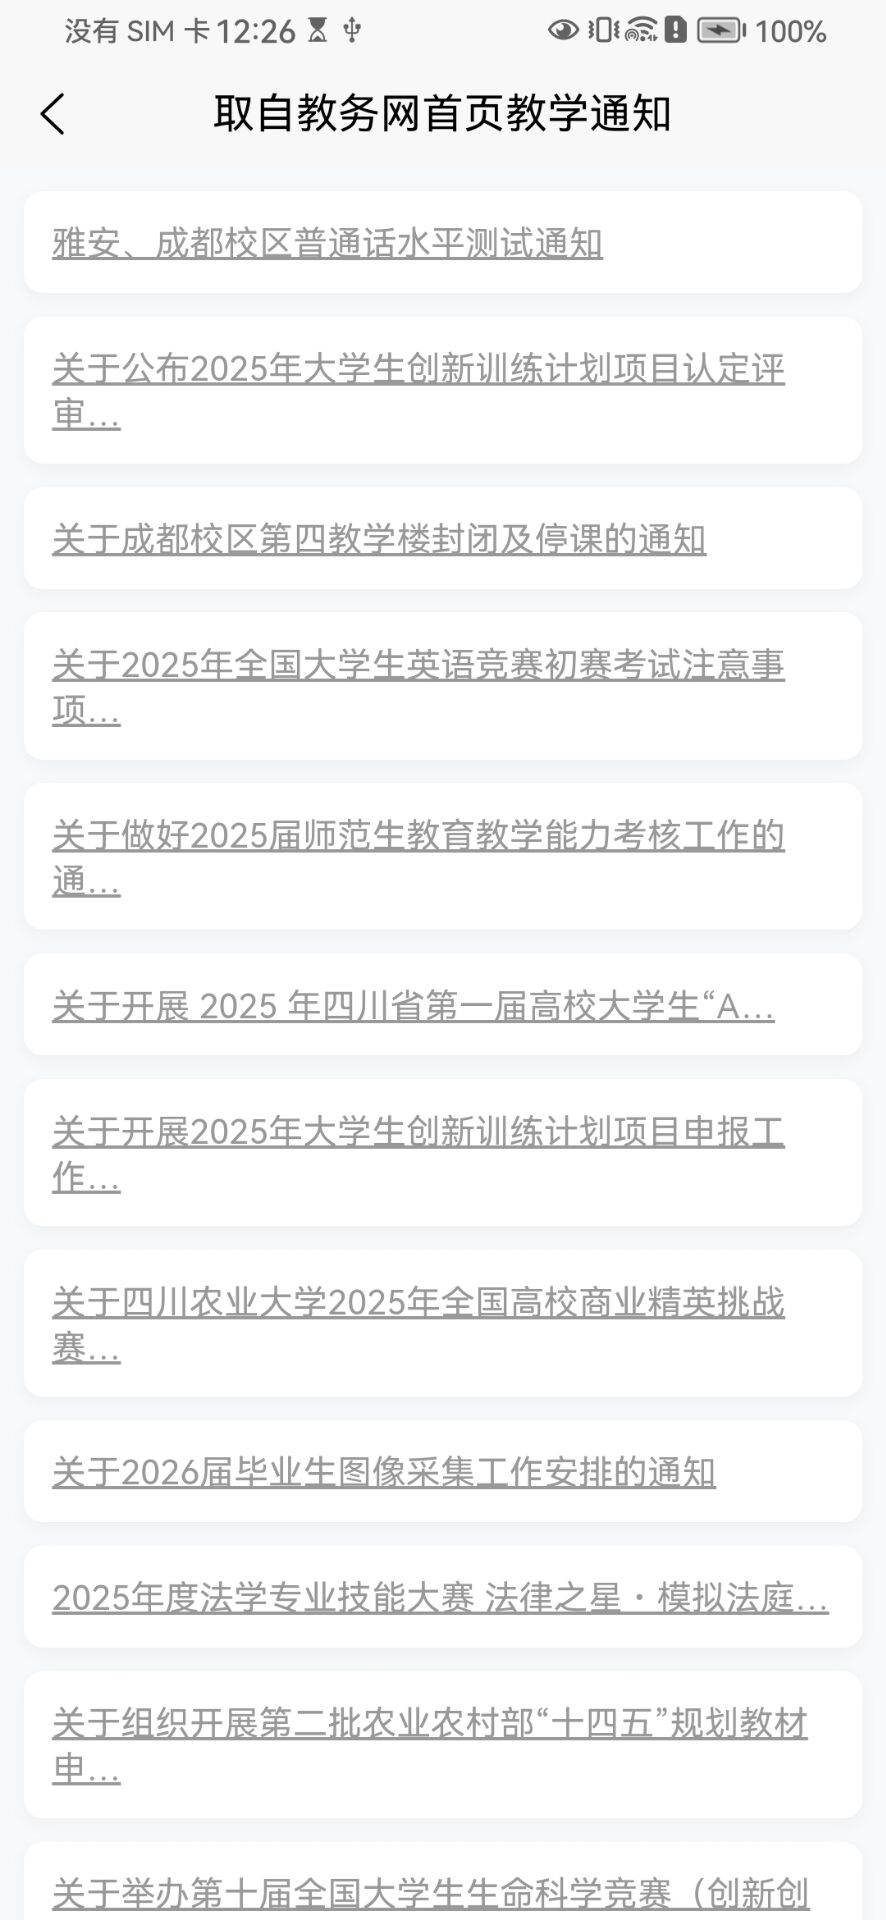 没有 SIM 卡 12:26 100%
取自教务网首页教学通知
雅安、成都校区普通话水平测试通知
关于公布2025年大学生创新训练计划项目认定评
审...
关于成都校区第四教学楼封闭及停课的通知
关于2025年全国大学生英语竞赛初赛考试注意事
项...
关于做好2025届师范生教育教学能力考核工作的
通...
关于开展 2025 年四川省第一届高校大学生“A...
关于开展2025年大学生创新训练计划项目申报工
作...
关于四川农业大学2025年全国高校商业精英挑战
赛...
关于2026届毕业生图像采集工作安排的通知
2025年度法学专业技能大赛 法律之星·模拟法庭...
关于组织开展第二批农业农村部“十四五”规划教材
申...
关于举办第十届全国大学生生命科学竞赛（创新创